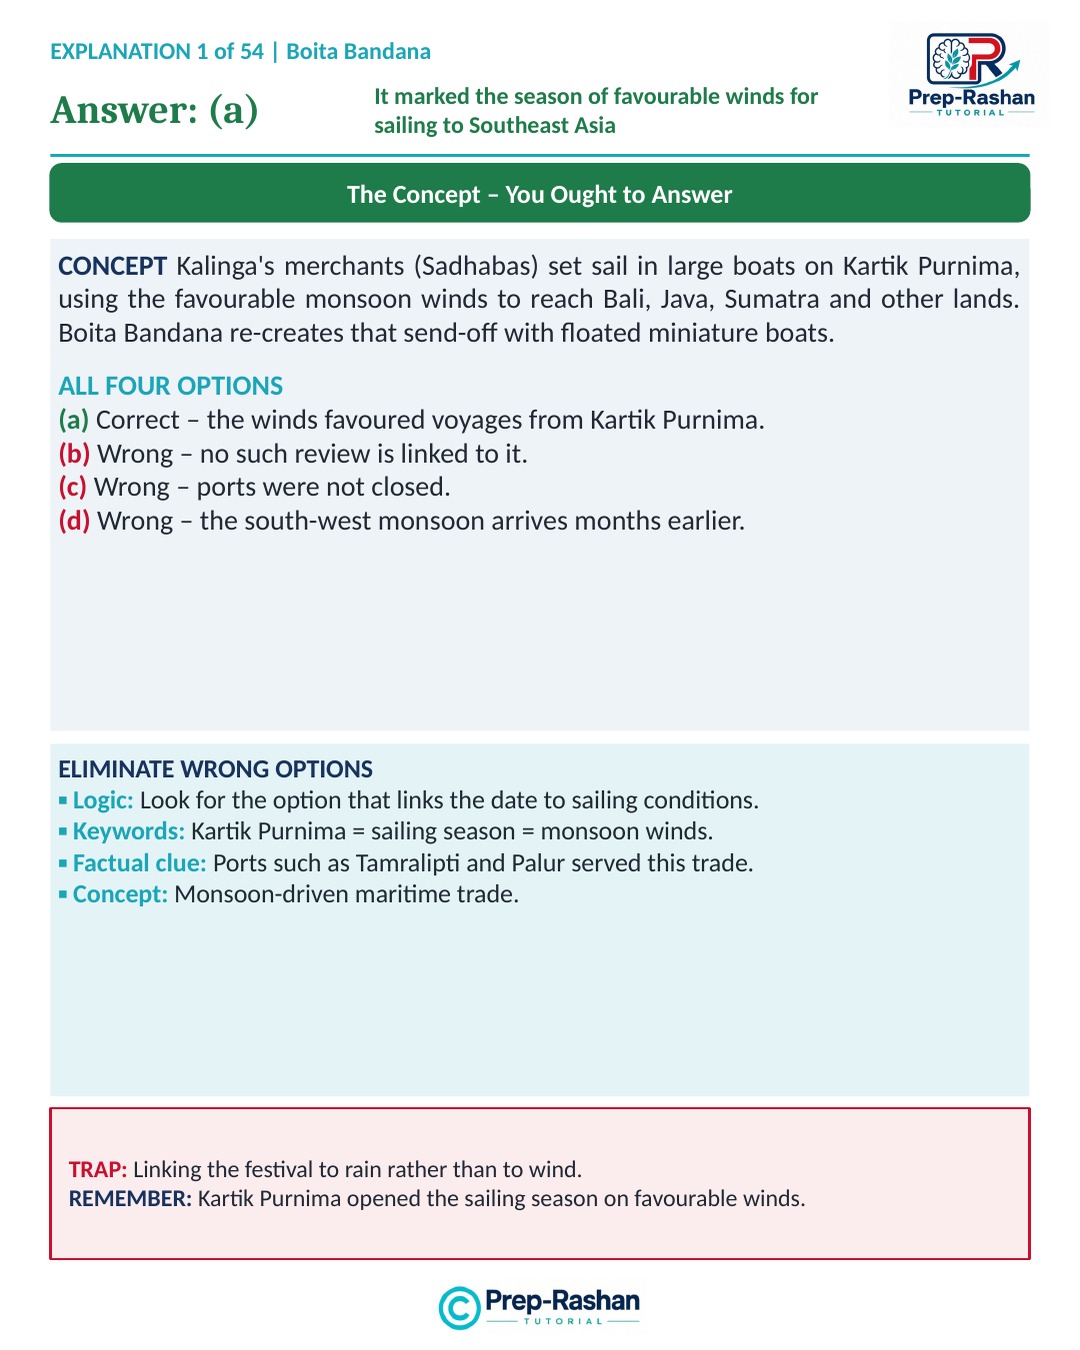 EXPLANATION 1 of 54 | Boita Bandana
Prep-Rashan
TUTORIAL
Answer: (a)
It marked the season of favourable winds for
sailing to Southeast Asia
The Concept – You Ought to Answer
CONCEPT Kalinga's merchants (Sadhabas) set sail in large boats on Kartik Purnima,
using the favourable monsoon winds to reach Bali, Java, Sumatra and other lands.
Boita Bandana re-creates that send-off with floated miniature boats.
ALL FOUR OPTIONS
(a) Correct – the winds favoured voyages from Kartik Purnima.
(b) Wrong – no such review is linked to it.
(c) Wrong – ports were not closed.
(d) Wrong – the south-west monsoon arrives months earlier.
ELIMINATE WRONG OPTIONS
▪ Logic: Look for the option that links the date to sailing conditions.
▪ Keywords: Kartik Purnima = sailing season = monsoon winds.
▪ Factual clue: Ports such as Tamralipti and Palur served this trade.
▪ Concept: Monsoon-driven maritime trade.
TRAP: Linking the festival to rain rather than to wind.
REMEMBER: Kartik Purnima opened the sailing season on favourable winds.
© Prep-Rashan
TUTORIAL